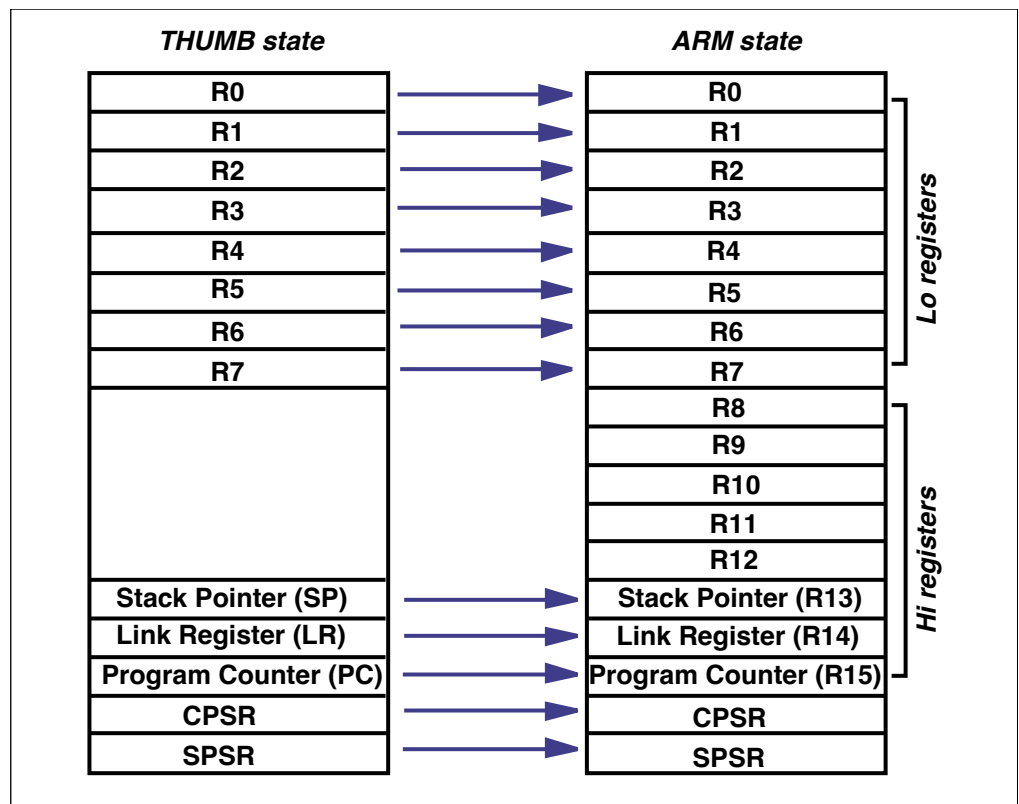 THUMB state
ARM state
R0
R1
R2
R3
R4
R5
R6
R7
Stack Pointer (SP)
Link Register (LR)
Program Counter (PC)
CPSR
SPSR
R0
R1
R2
R3
R4
R5
R6
R7
R8
R9
R10
R11
R12
Stack Pointer (R13)
Link Register (R14)
Program Counter (R15)
CPSR
SPSR
Lo registers
Hi registers